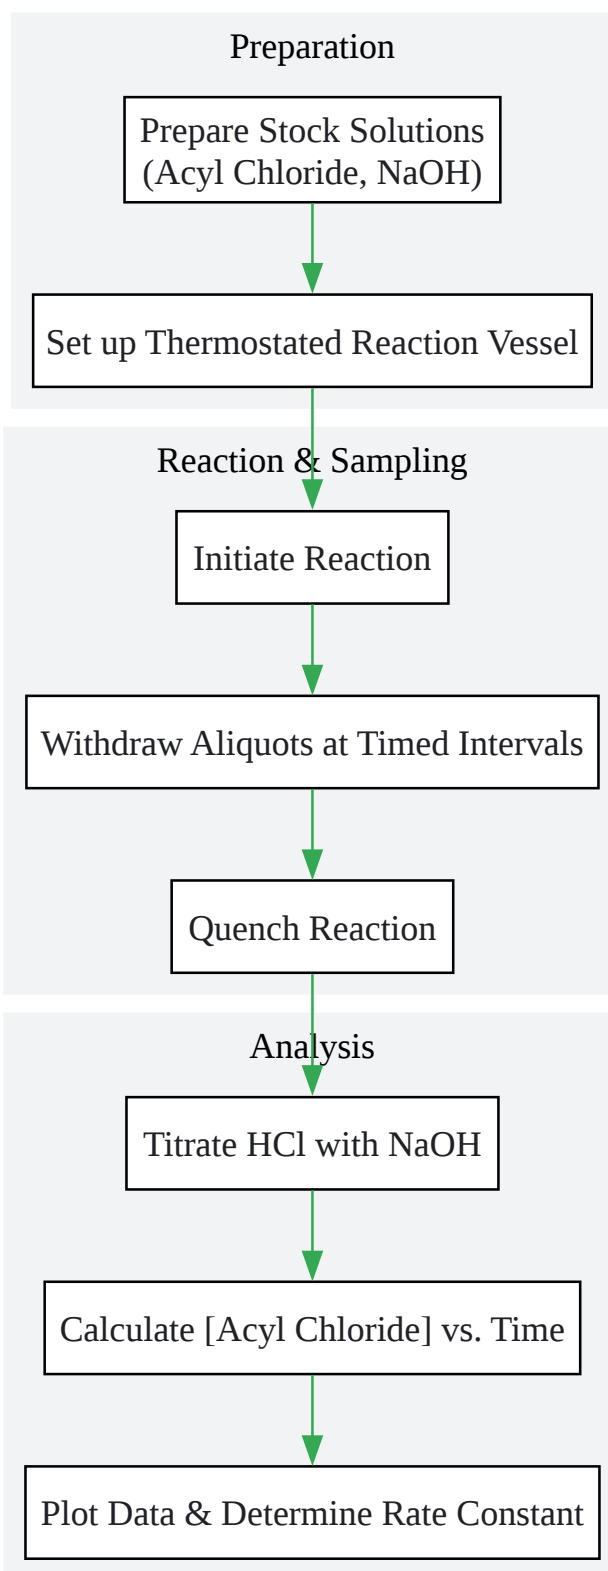 Preparation
Prepare Stock Solutions
(Acyl Chloride, NaOH)
Set up Thermostated Reaction Vessel
Reaction & Sampling
Initiate Reaction
Withdraw Aliquots at Timed Intervals
Quench Reaction
Analysis
Titrate HCl with NaOH
Calculate [Acyl Chloride] vs. Time
Plot Data & Determine Rate Constant